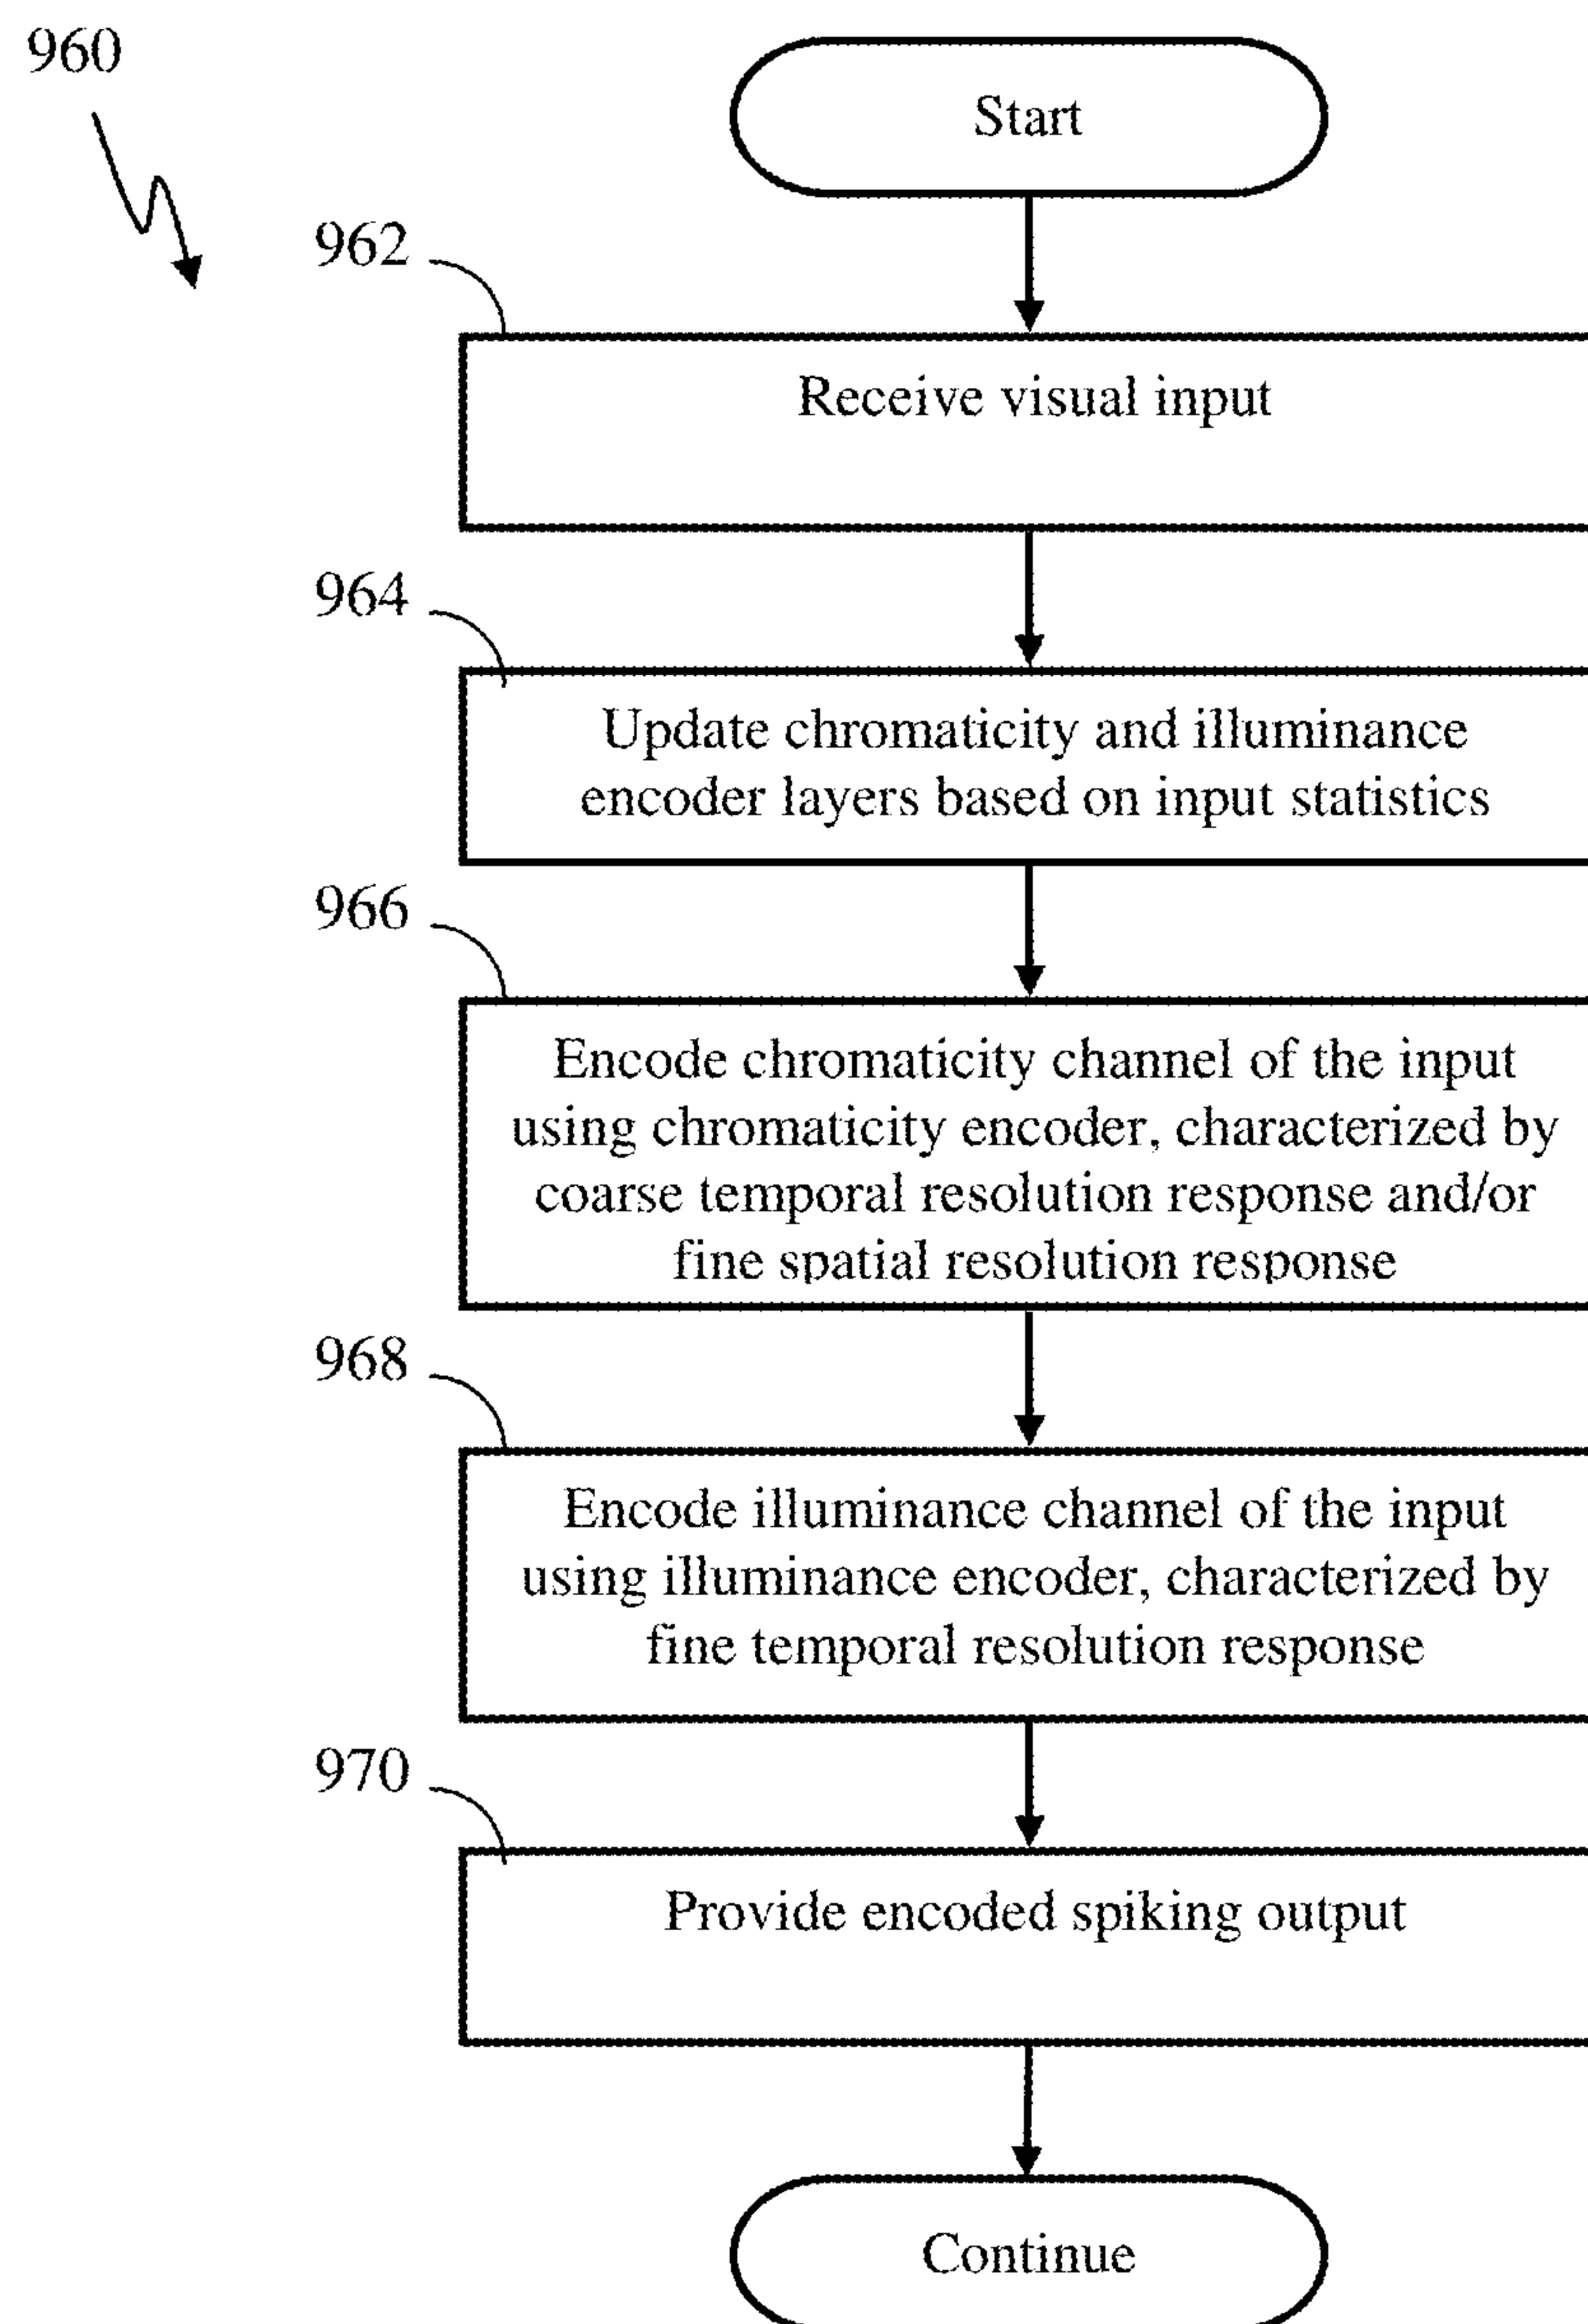 960
Start
962
Receive visual input
964
Update chromaticity and illuminance
encoder layers based on input statistics
966
Encode chromaticity channel of the input
using chromaticity encoder, characterized by
coarse temporal resolution response and/or
fine spatial resolution response
968
Encode illuminance channel of the input
using illuminance encoder, characterized by
fine temporal resolution response
970
Provide encoded spiking output
Continue